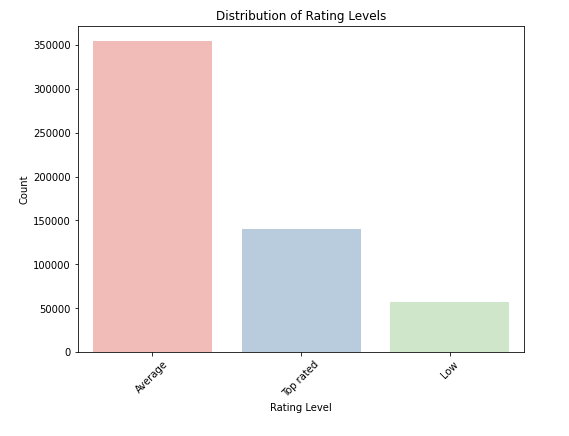 Distribution of Rating Levels
350000
300000
250000
200000
150000
100000
50000
0
Count
Average
Top rated
Low
Rating Level